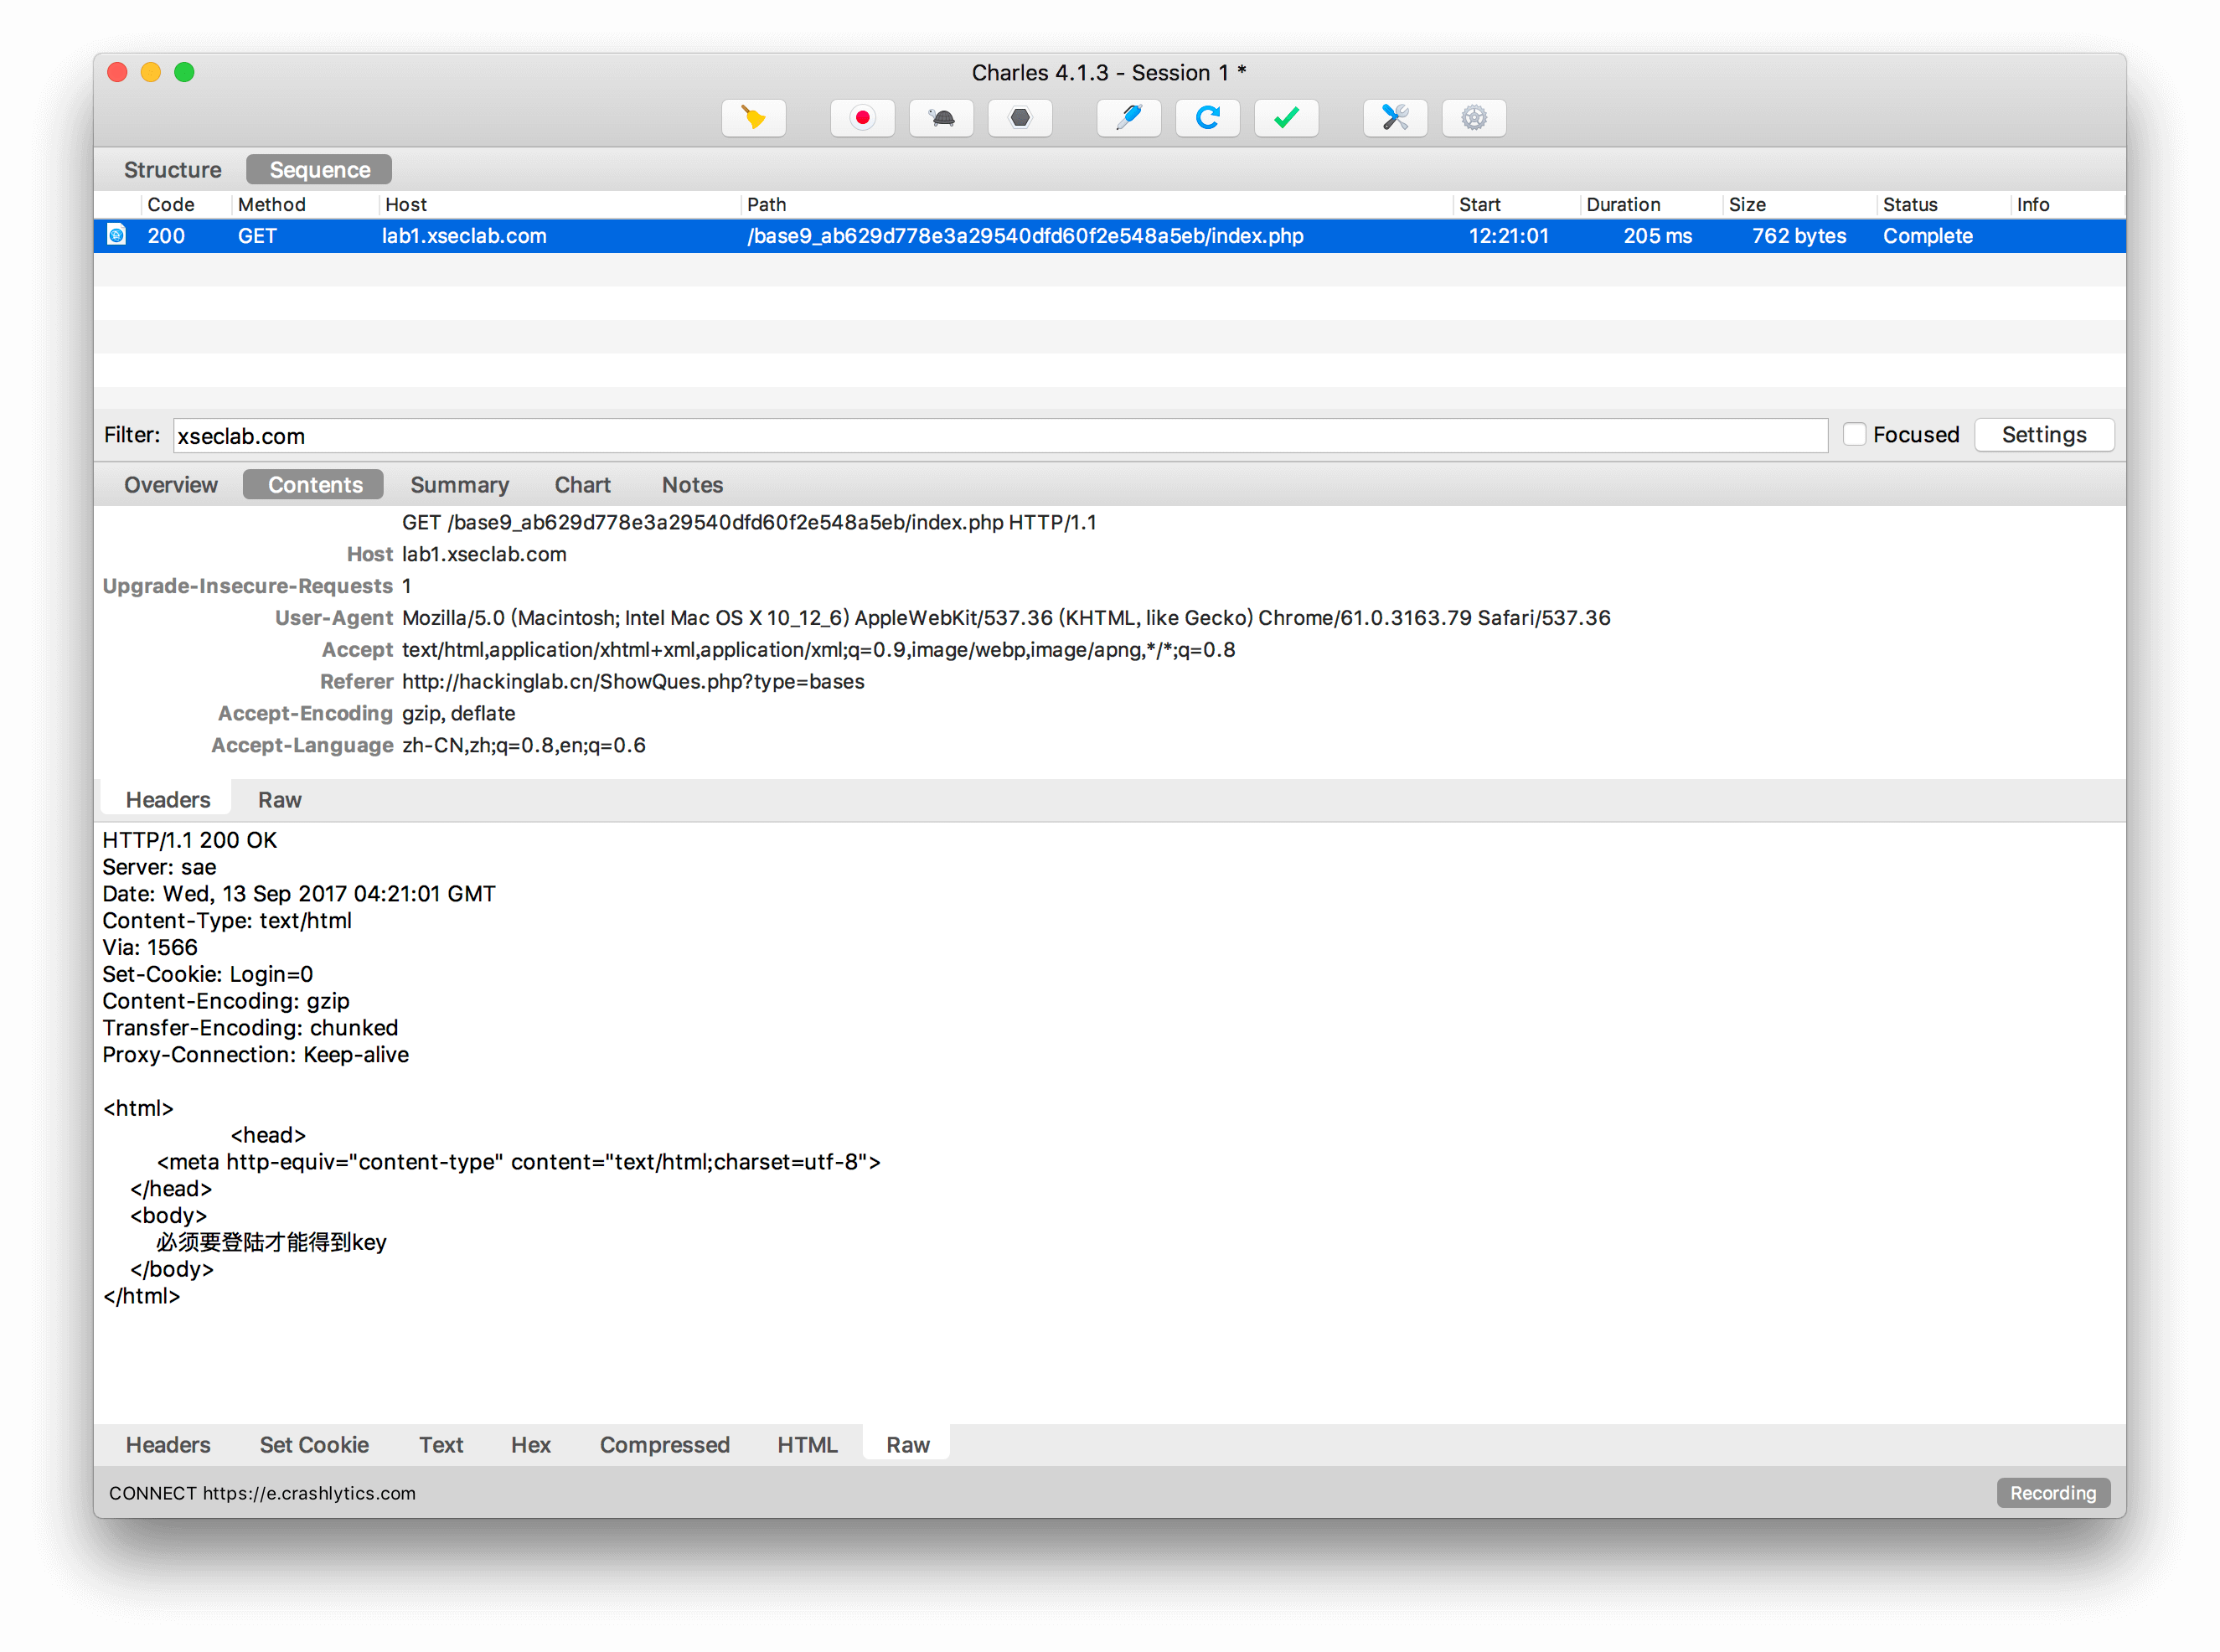 Charles 4.1.3 - Session 1 *
Structure Sequence
Code Method Host Path Start Duration Size Status Info
200 GET lab1.xseclab.com /base9_ab629d778e3a29540dfd60f2e548a5eb/index.php 12:21:01 205 ms 762 bytes Complete
Filter: xseclab.com Focused Settings
Overview Contents Summary Chart Notes
GET /base9_ab629d778e3a29540dfd60f2e548a5eb/index.php HTTP/1.1
Host lab1.xseclab.com
Upgrade-Insecure-Requests 1
User-Agent Mozilla/5.0 (Macintosh; Intel Mac OS X 10_12_6) AppleWebKit/537.36 (KHTML, like Gecko) Chrome/61.0.3163.79 Safari/537.36
Accept text/html,application/xhtml+xml,application/xml;q=0.9,image/webp,image/apng,*/*;q=0.8
Referer http://hackinglab.cn/ShowQues.php?type=bases
Accept-Encoding gzip, deflate
Accept-Language zh-CN,zh;q=0.8,en;q=0.6
Headers Raw
HTTP/1.1 200 OK
Server: sae
Date: Wed, 13 Sep 2017 04:21:01 GMT
Content-Type: text/html
Via: 1566
Set-Cookie: Login=0
Content-Encoding: gzip
Transfer-Encoding: chunked
Proxy-Connection: Keep-alive
<html>
<head>
<meta http-equiv="content-type" content="text/html;charset=utf-8">
</head>
<body>
必须要登陆才能得到key
</body>
</html>
Headers Set Cookie Text Hex Compressed HTML Raw
CONNECT https://e.crashlytics.com Recording